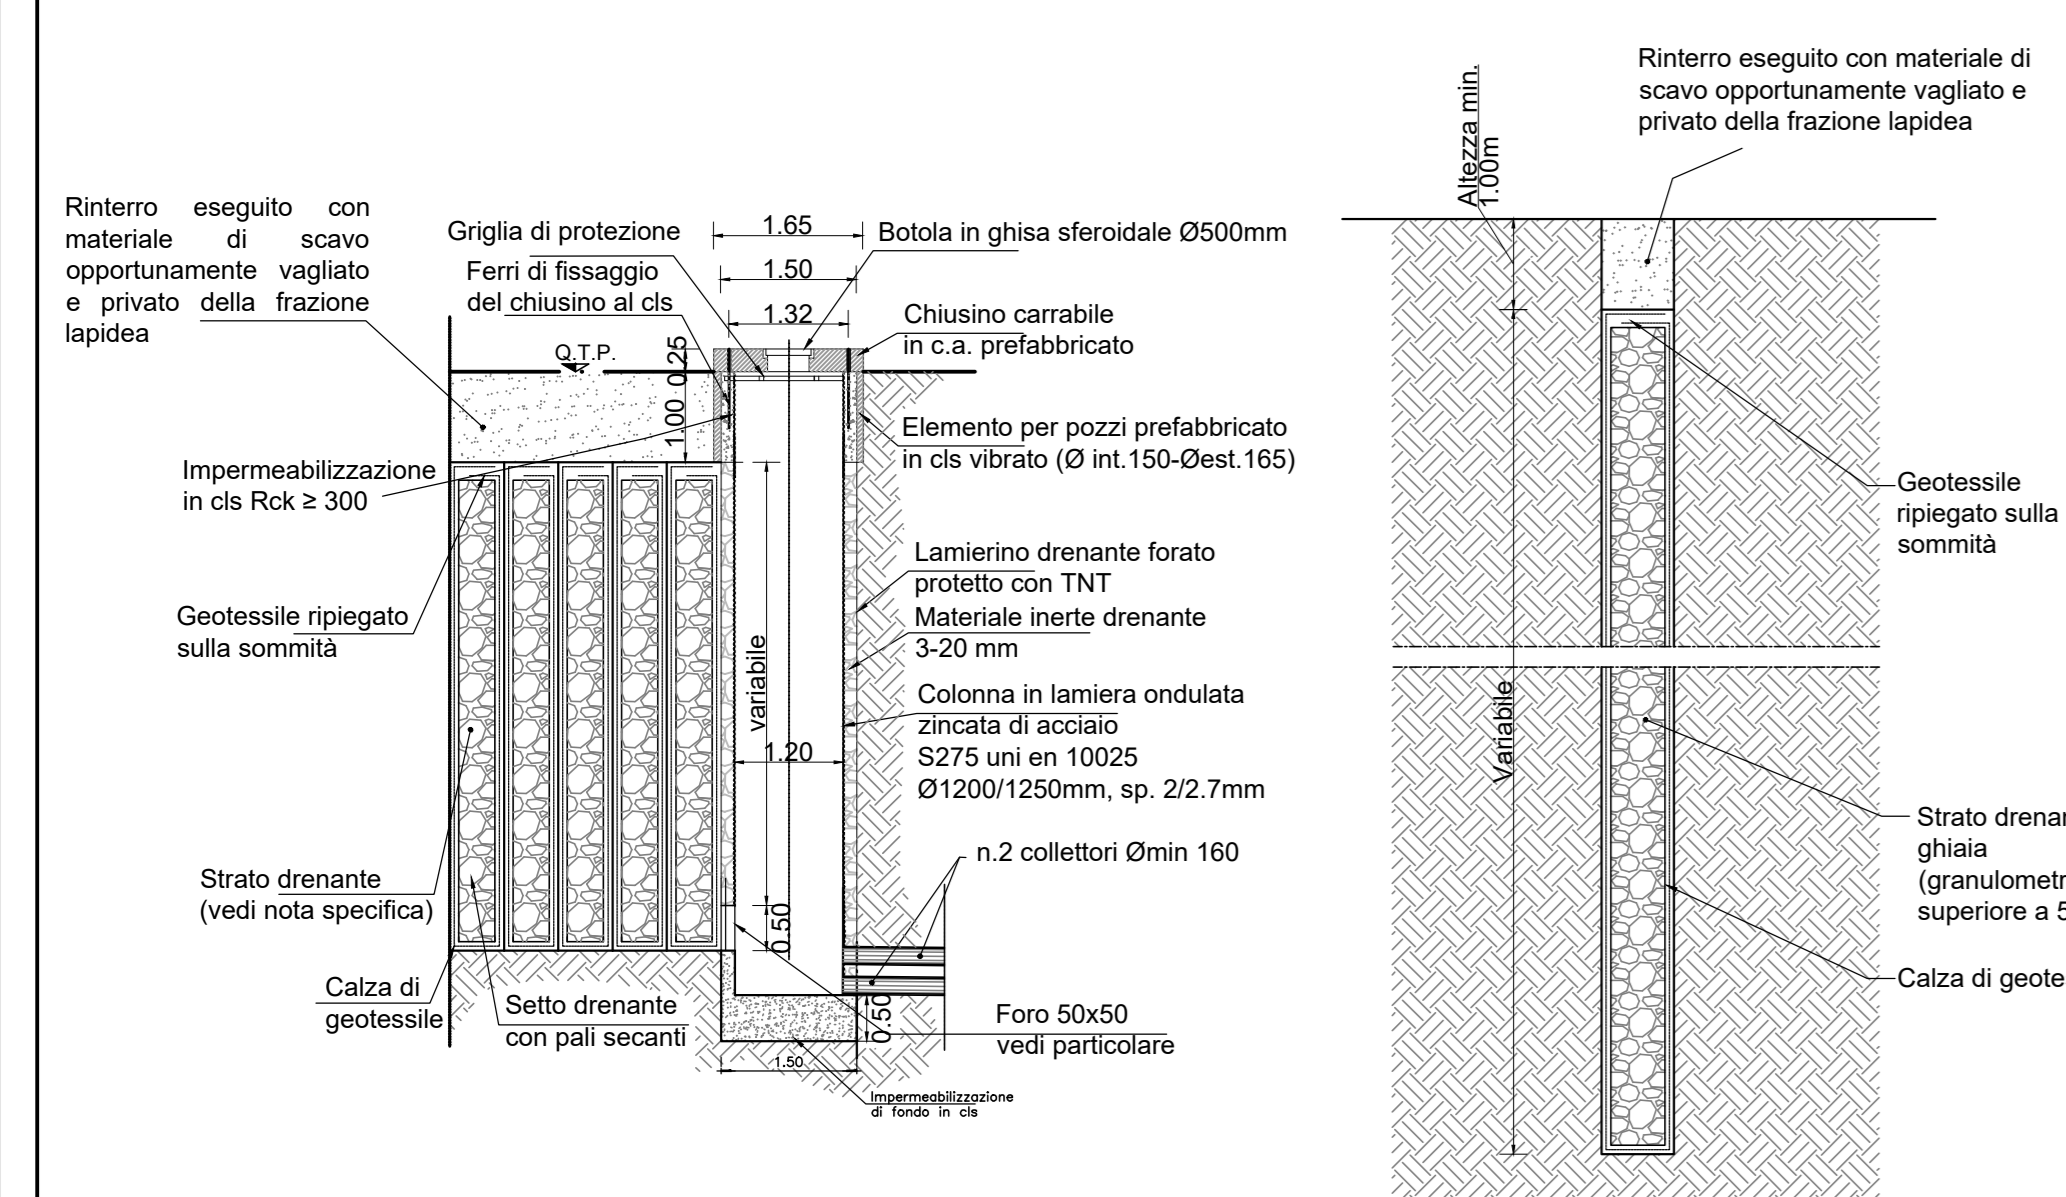 Rinterro eseguito con
materiale di scavo
opportunamente vagliato
e privato della frazione
lapidea
Griglia di protezione
Ferri di fissaggio
del chiusino al cls
1.65
1.50
1.32
Botola in ghisa sferoidale Ø500mm
Chiusino carrabile
in c.a. prefabbricato
Q.T.P.
0.25
1.00
Elemento per pozzi prefabbricato
in cls vibrato (Ø int.150-Øest.165)
Impermeabilizzazione
in cls Rck ≥ 300
Lamierino drenante forato
protetto con TNT
Materiale inerte drenante
3-20 mm
Geotessile ripiegato
sulla sommità
variabile
1.20
Colonna in lamiera ondulata
zincata di acciaio
S275 uni en 10025
Ø1200/1250mm, sp. 2/2.7mm
n.2 collettori Ømin 160
Strato drenante
(vedi nota specifica)
0.50
Calza di
geotessile
Setto drenante
con pali secanti
0.50
Foro 50x50
vedi particolare
1.50
Impermeabilizzazione
di fondo in cls
Altezza min.
1.00m
Rinterro eseguito con materiale di
scavo opportunamente vagliato e
privato della frazione lapidea
Geotessile
ripiegato sulla
sommità
Variabile
Strato drenan
ghiaia
(granulometr
superiore a 5
Calza di geote